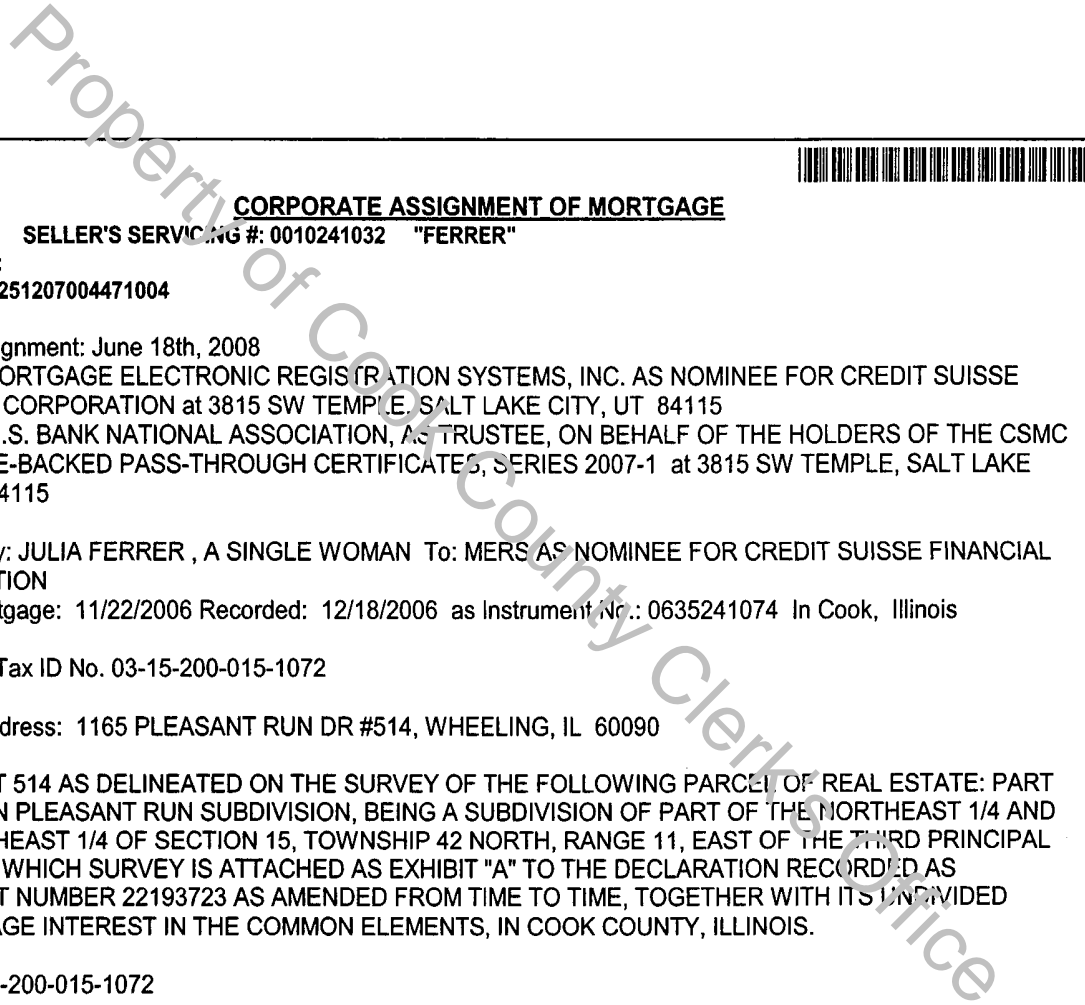 Property of Cook County Clerk's Office
CORPORATE ASSIGNMENT OF MORTGAGE
SELLER'S SERVICING #: 0010241032 "FERRER"
251207004471004
gnment: June 18th, 2008
ORTGAGE ELECTRONIC REGISTRATION SYSTEMS, INC. AS NOMINEE FOR CREDIT SUISSE
CORPORATION at 3815 SW TEMPLE, SALT LAKE CITY, UT 84115
.S. BANK NATIONAL ASSOCIATION, AS TRUSTEE, ON BEHALF OF THE HOLDERS OF THE CSMC
E-BACKED PASS-THROUGH CERTIFICATES, SERIES 2007-1 at 3815 SW TEMPLE, SALT LAKE
4115
y: JULIA FERRER , A SINGLE WOMAN To: MERS AS NOMINEE FOR CREDIT SUISSE FINANCIAL
TION
tgage: 11/22/2006 Recorded: 12/18/2006 as Instrument No.: 0635241074 In Cook, Illinois
Tax ID No. 03-15-200-015-1072
dress: 1165 PLEASANT RUN DR #514, WHEELING, IL 60090
T 514 AS DELINEATED ON THE SURVEY OF THE FOLLOWING PARCEL OF REAL ESTATE: PART
N PLEASANT RUN SUBDIVISION, BEING A SUBDIVISION OF PART OF THE NORTHEAST 1/4 AND
HEAST 1/4 OF SECTION 15, TOWNSHIP 42 NORTH, RANGE 11, EAST OF THE THIRD PRINCIPAL
WHICH SURVEY IS ATTACHED AS EXHIBIT "A" TO THE DECLARATION RECORDED AS
T NUMBER 22193723 AS AMENDED FROM TIME TO TIME, TOGETHER WITH ITS UNDIVIDED
AGE INTEREST IN THE COMMON ELEMENTS, IN COOK COUNTY, ILLINOIS.
-200-015-1072